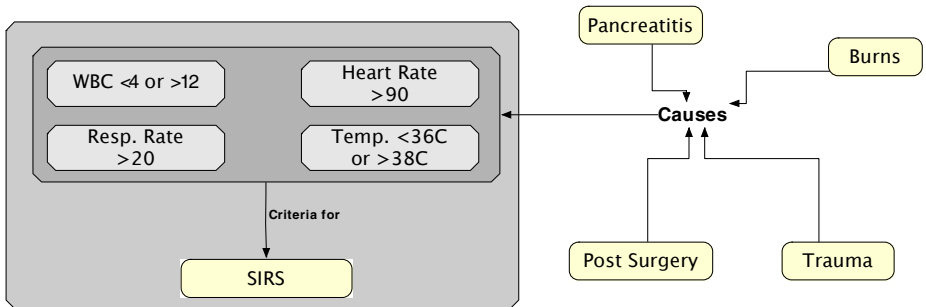 Pancreatitis
Burns
WBC <4 or >12
Heart Rate
>90
Causes
Resp. Rate
>20
Temp. <36C
or >38C
Criteria for
Post Surgery
Trauma
SIRS